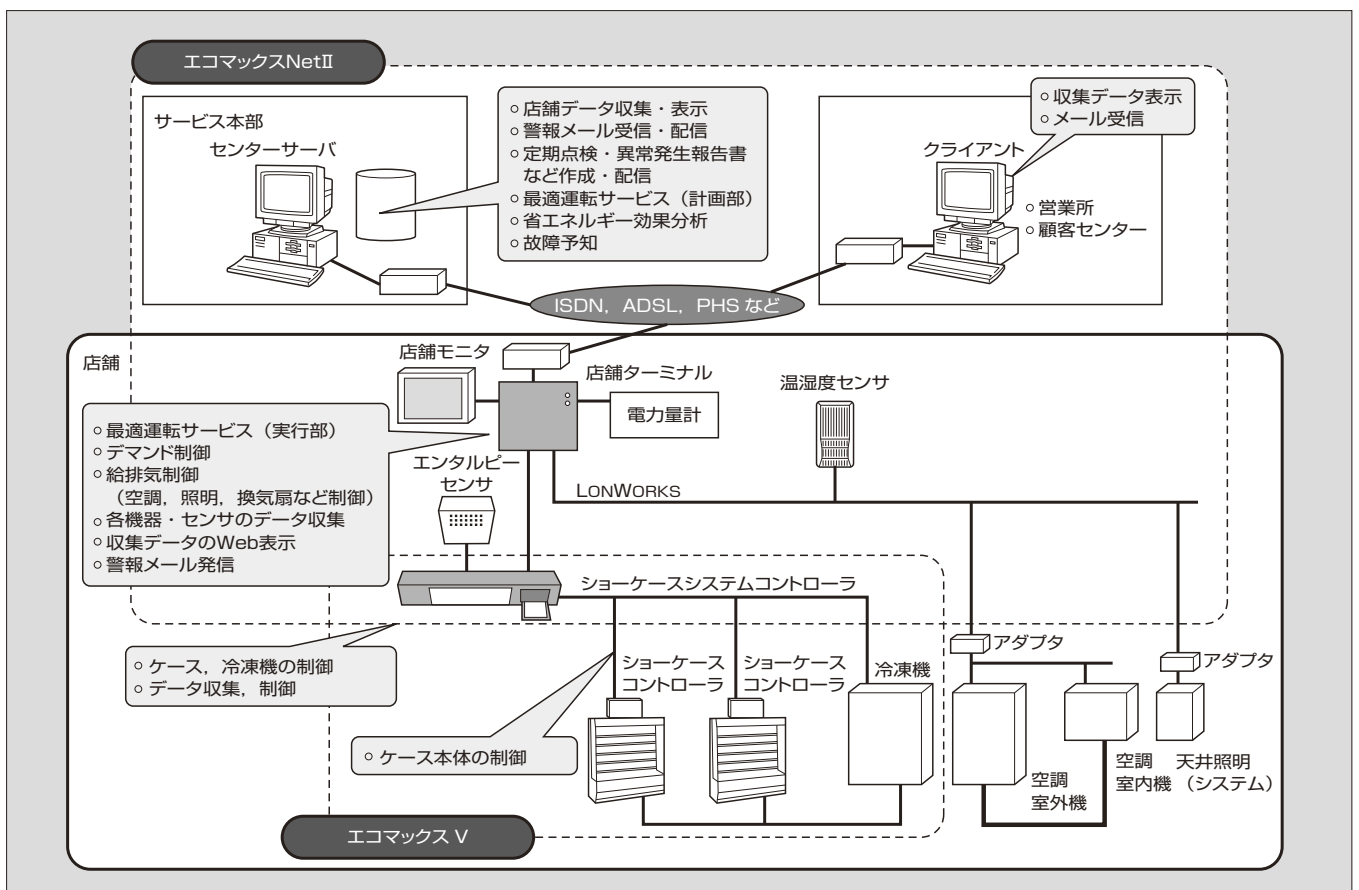 エコマックスNetⅡ
サービス本部
センターサーバ
○店舗データ収集・表示
○警報メール受信・配信
○定期点検・異常発生報告書
など作成・配信
○最適運転サービス（計画部）
○省エネルギー効果分析
○故障予知
○収集データ表示
○メール受信
クライアント
○営業所
○顧客センター
ISDN，ADSL，PHS など
店舗
店舗モニタ
店舗ターミナル
電力量計
温湿度センサ
○最適運転サービス（実行部）
○デマンド制御
○給排気制御
（空調，照明，換気扇など制御）
○各機器・センサのデータ収集
○収集データのWeb表示
○警報メール発信
エンタルピー
センサ
LONWORKS
ショーケースシステムコントローラ
○ケース，冷凍機の制御
○データ収集，制御
ショーケース
コントローラ
ショーケース
コントローラ
冷凍機
アダプタ
アダプタ
○ケース本体の制御
空調
室外機
空調
室内機
天井照明
（システム）
エコマックス V